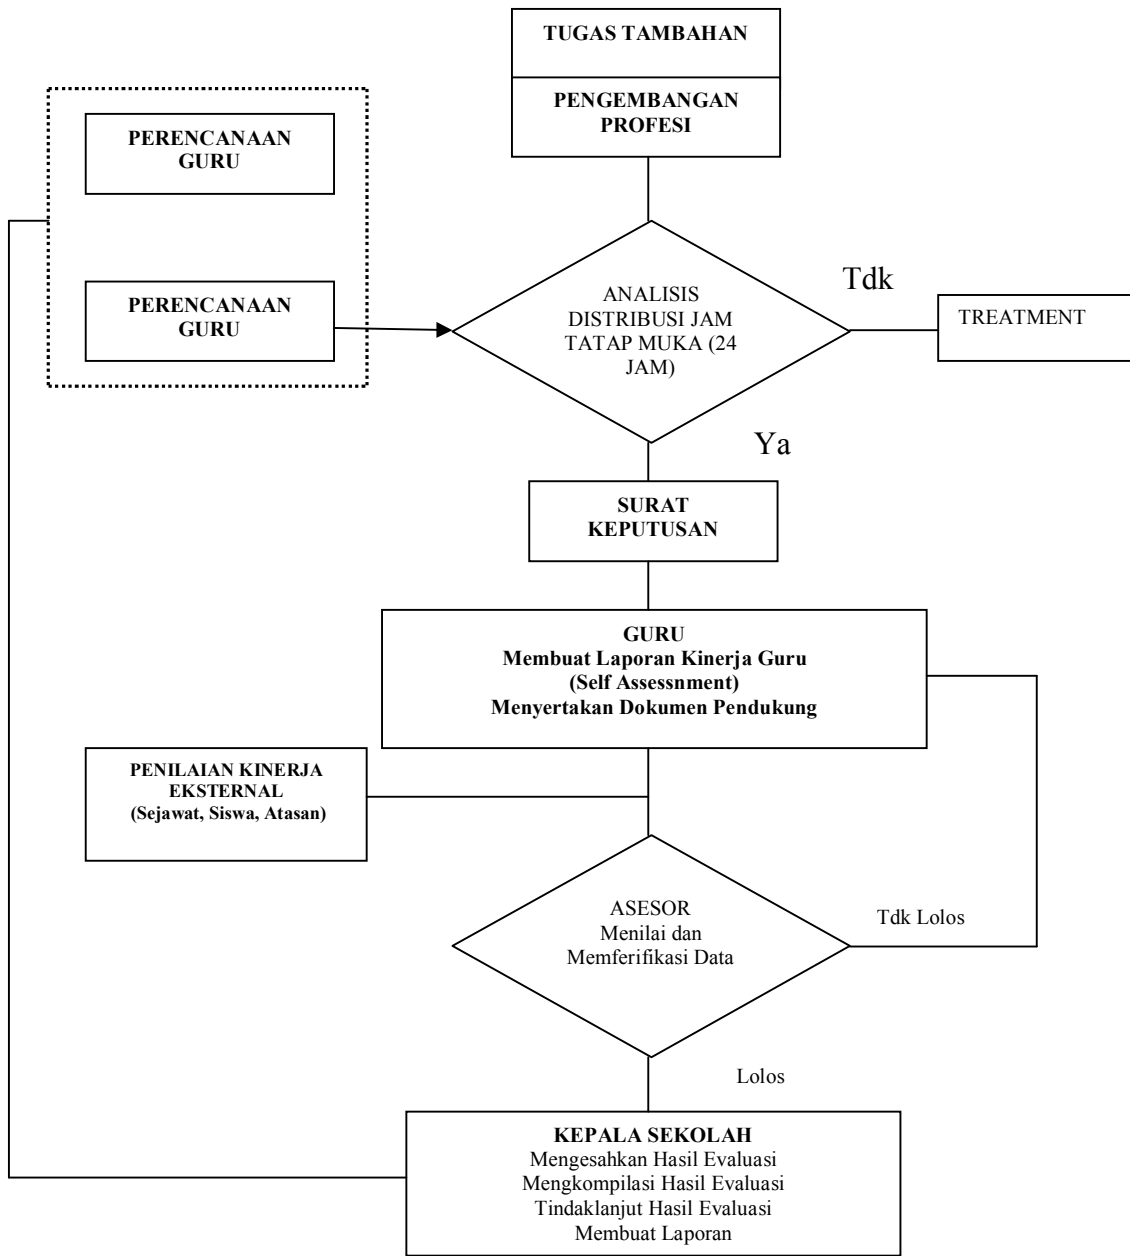 TUGAS TAMBAHAN
PENGEMBANGAN
PROFESI
PERENCANAAN
GURU
PERENCANAAN
GURU
ANALISIS
DISTRIBUSI JAM
TATAP MUKA (24
JAM)
Tdk
TREATMENT
Ya
SURAT
KEPUTUSAN
GURU
Membuat Laporan Kinerja Guru
(Self Assessnment)
Menyertakan Dokumen Pendukung
PENILAIAN KINERJA
EKSTERNAL
(Sejawat, Siswa, Atasan)
ASESOR
Menilai dan
Memferifikasi Data
Tdk Lolos
Lolos
KEPALA SEKOLAH
Mengesahkan Hasil Evaluasi
Mengkompilasi Hasil Evaluasi
Tindaklanjut Hasil Evaluasi
Membuat Laporan